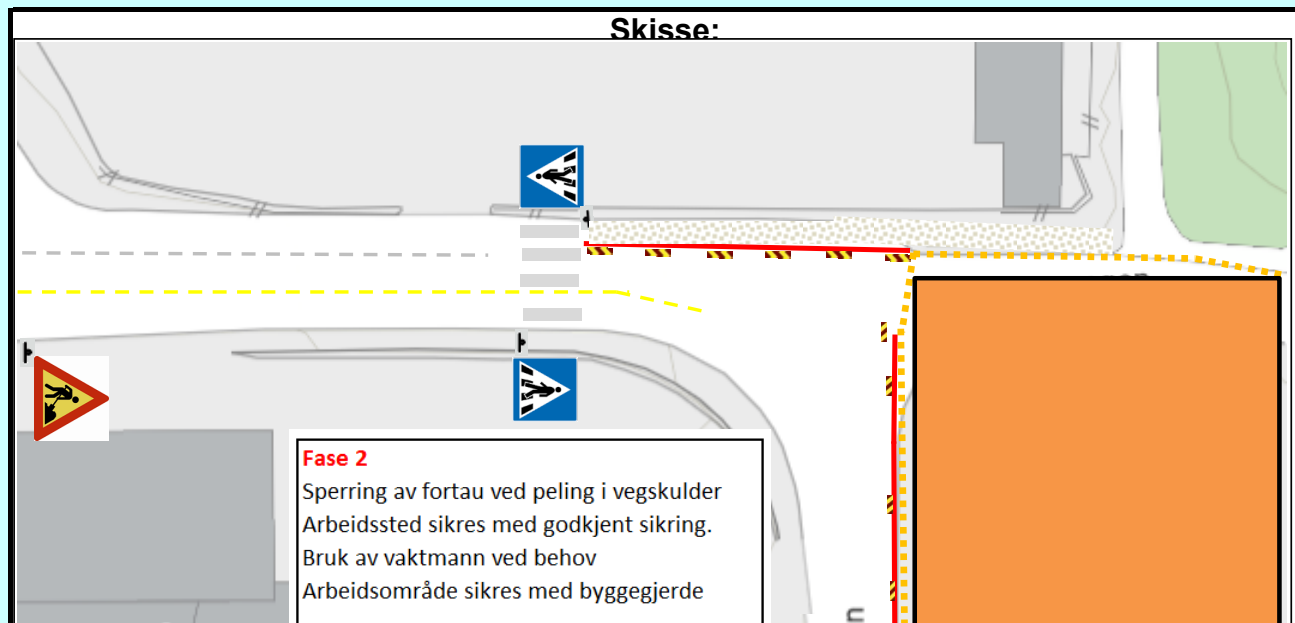 Skisse:
Fase 2
Sperring av fortau ved peling i vegskulder
Arbeidssted sikres med godkjent sikring.
Bruk av vaktmann ved behov
Arbeidsområde sikres med byggegjerde